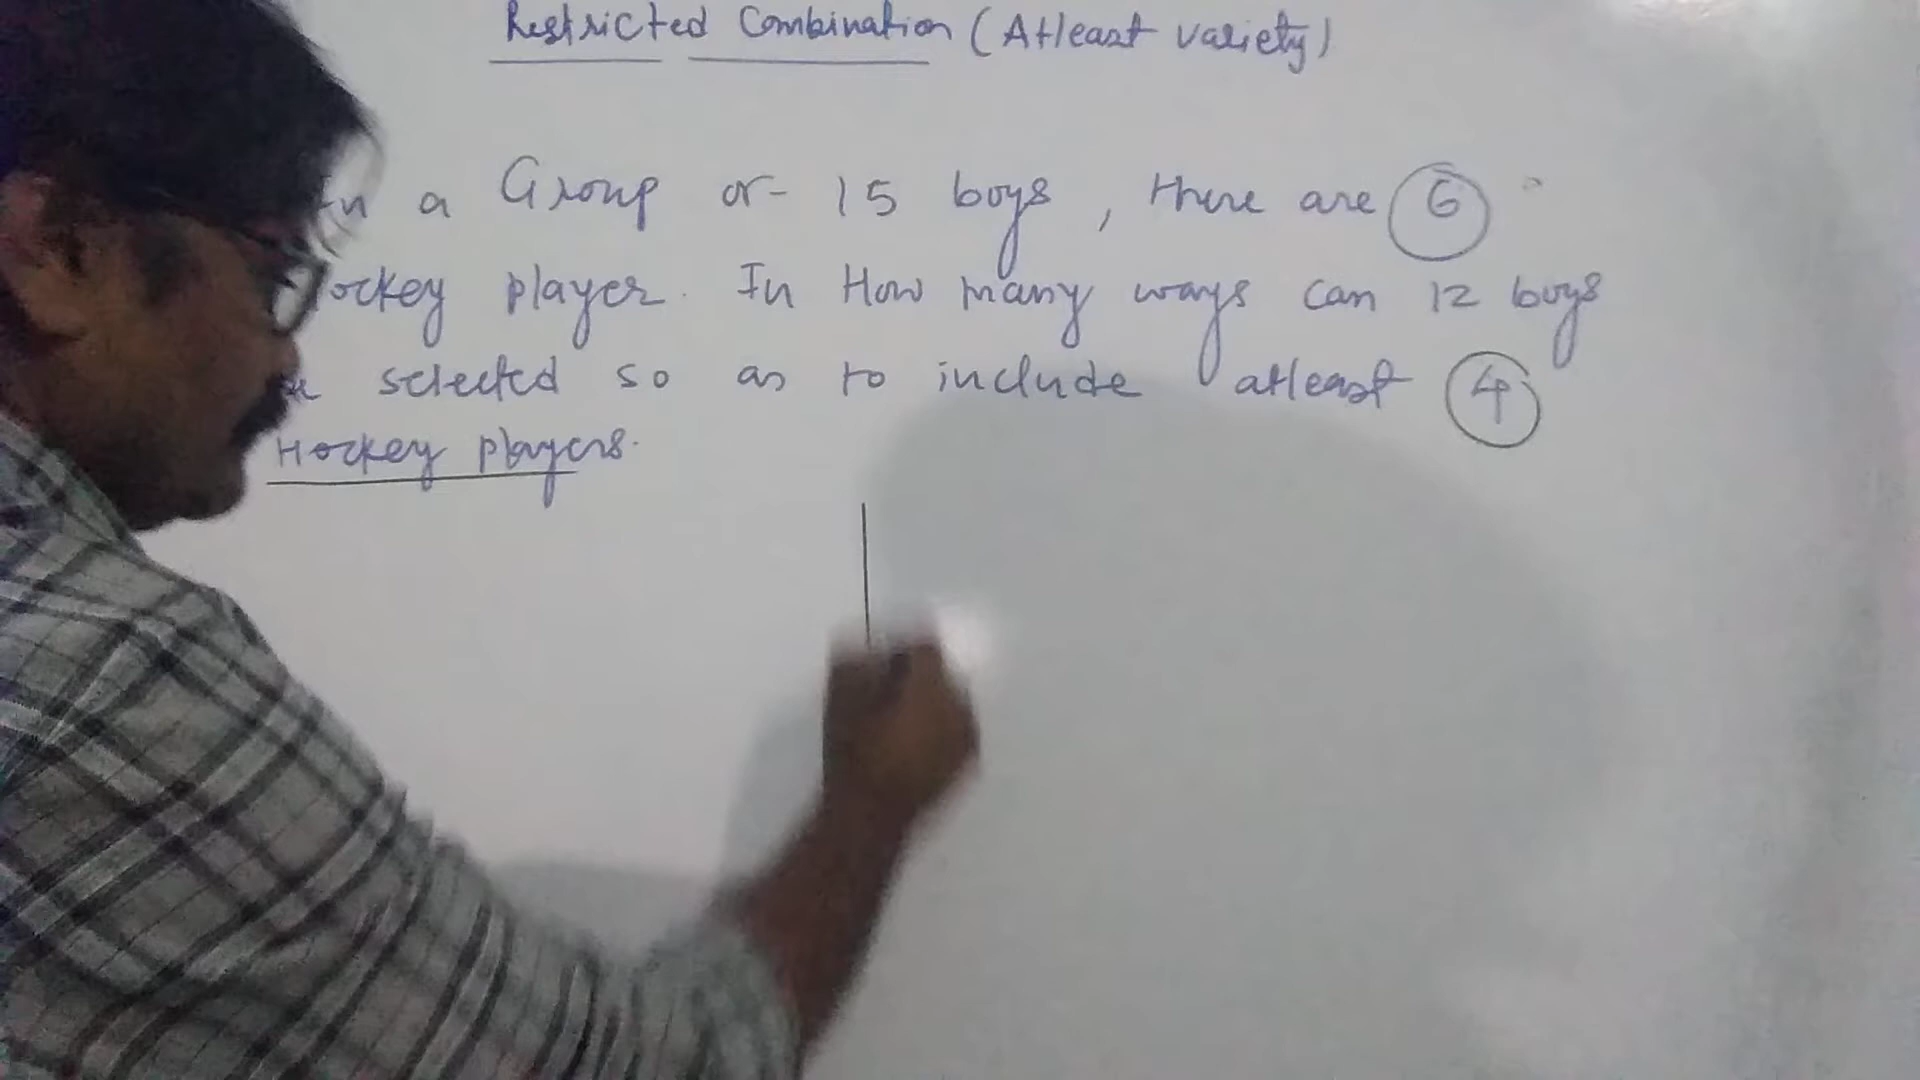 Restricted Combination (Atleast variety)
In a Group or 15 boys, there are 6
Hockey player. In How many ways can 12 boys
be selected so as to include atleast 4
Hockey players.